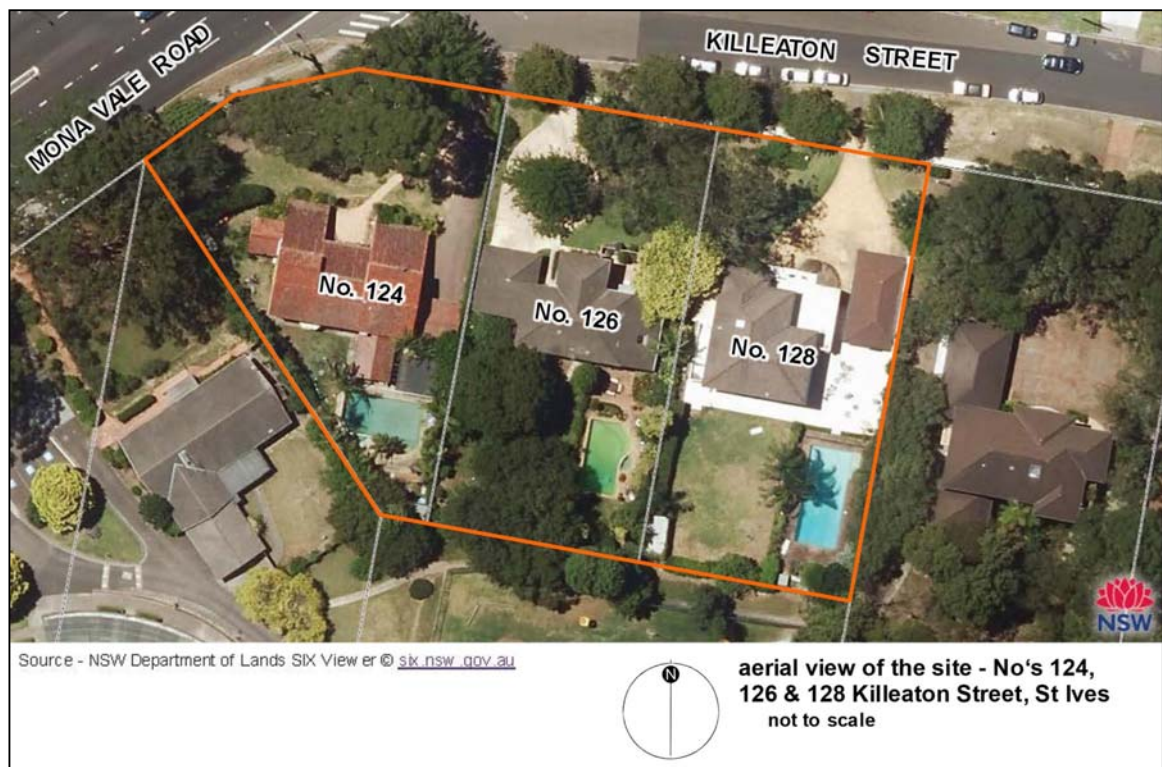 MONA VALE ROAD
KILLEATON STREET
No. 124
No. 126
No. 128
NSW
Source - NSW Department of Lands SIX Viewer © six.nsw.gov.au
N
aerial view of the site - No's 124,
126 & 128 Killeaton Street, St Ives
not to scale